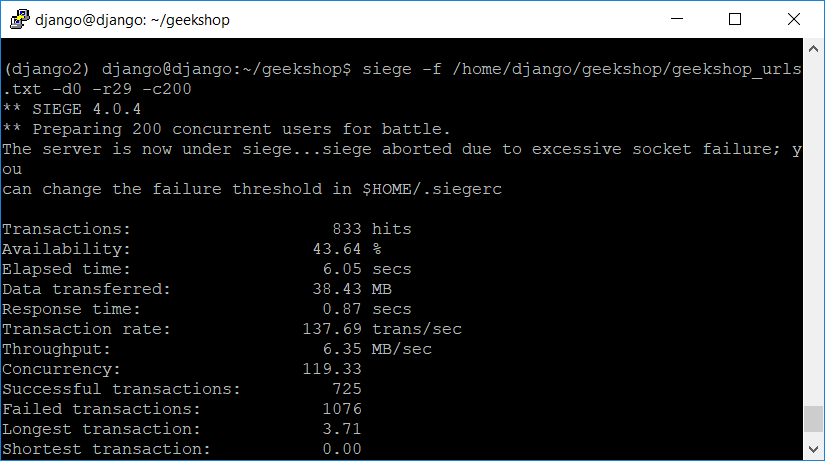 django@django: ~/geekshop
(django2) django@django:~/geekshop$ siege -f /home/django/geekshop/geekshop_urls
.txt -d0 -r29 -c200
** SIEGE 4.0.4
** Preparing 200 concurrent users for battle.
The server is now under siege...siege aborted due to excessive socket failure; y
ou
can change the failure threshold in $HOME/.siegerc
Transactions: 833 hits
Availability: 43.64 %
Elapsed time: 6.05 secs
Data transferred: 38.43 MB
Response time: 0.87 secs
Transaction rate: 137.69 trans/sec
Throughput: 6.35 MB/sec
Concurrency: 119.33
Successful transactions: 725
Failed transactions: 1076
Longest transaction: 3.71
Shortest transaction: 0.00